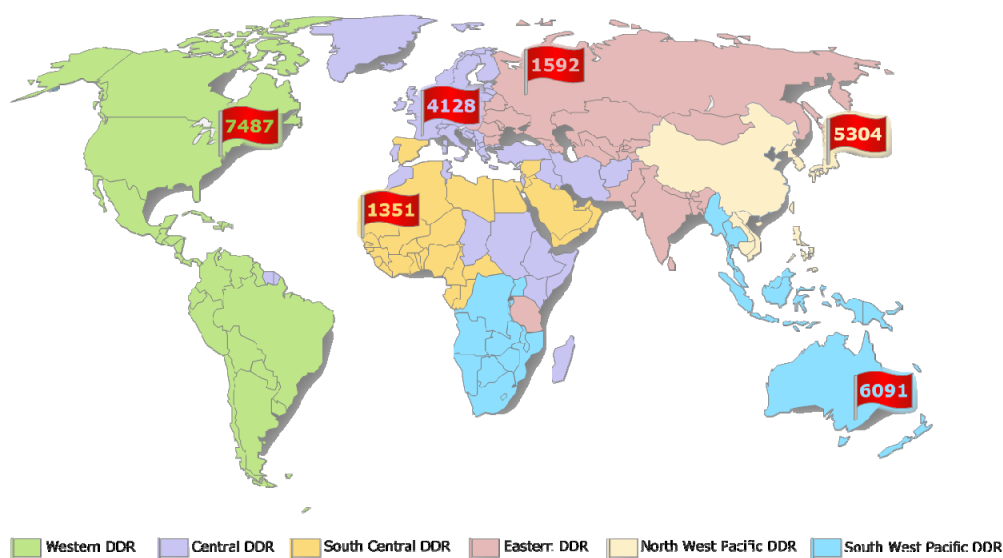 1592
4128
7487
5304
1351
6091
Western DDR
Central DDR
South Central DDR
Eastern DDR
North West Pacific DDR
South West Pacific DDR